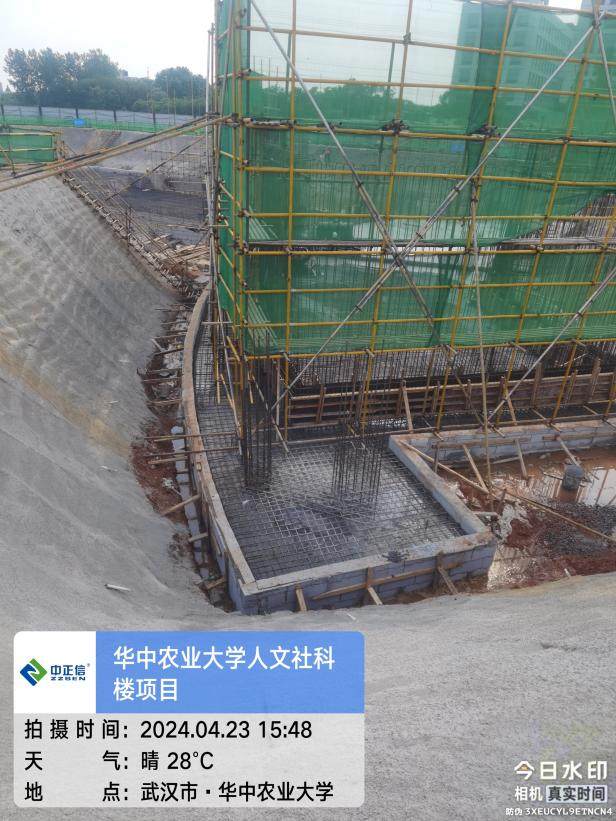 中正信®
ZZSEN
华中农业大学人文社科
楼项目
拍摄时间：2024.04.23 15:48
天气：晴 28°C
地点：武汉市·华中农业大学
今日水印
相机 真实时间
防伪 3XEUCYL9ETNCN4